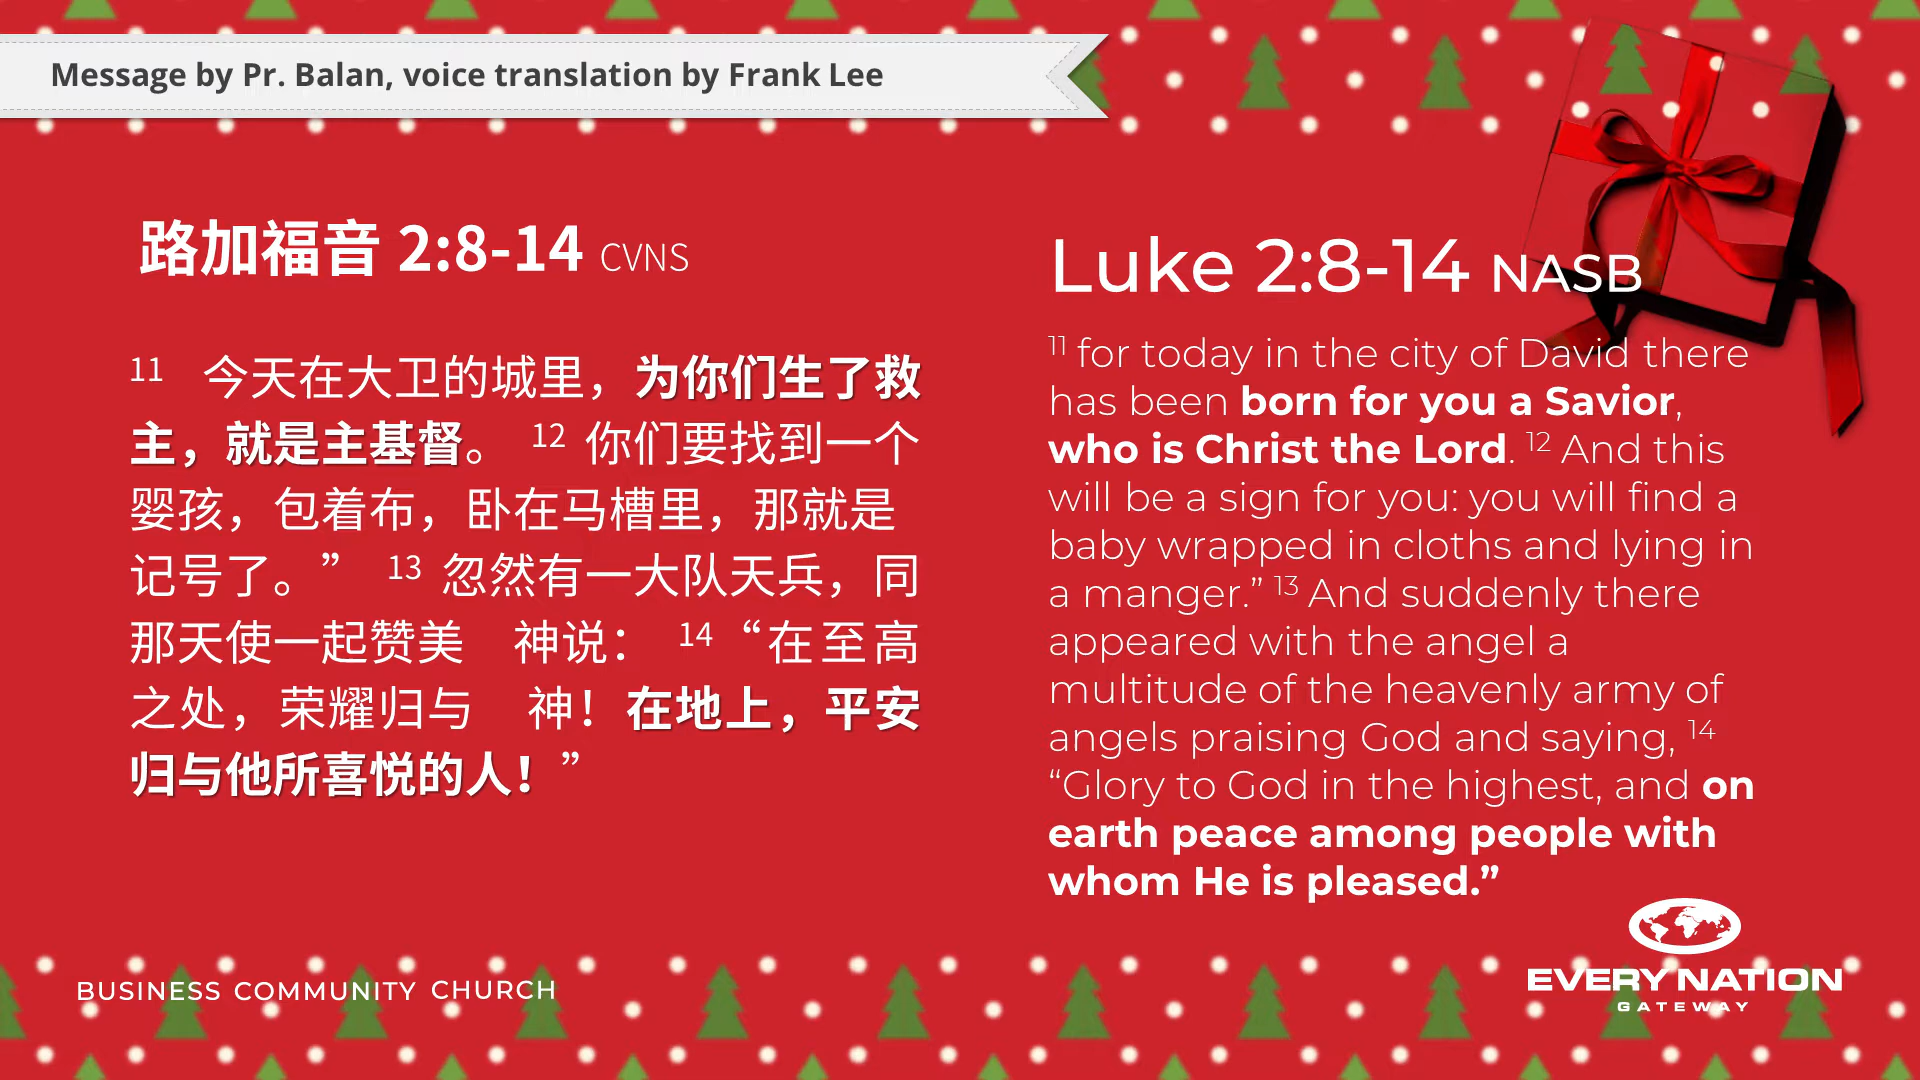 Message by Pr. Balan, voice translation by Frank Lee
路加福音 2:8-14 CVNS
11 今天在大卫的城里，为你们生了救
主，就是主基督。 12 你们要找到一个
婴孩，包着布，卧在马槽里，那就是
记号了。” 13 忽然有一大队天兵，同
那天使一起赞美　神说： 14 “在至高
之处，荣耀归与　神！在地上，平安
归与他所喜悦的人！”
Luke 2:8-14 NASB
11 for today in the city of David there
has been born for you a Savior,
who is Christ the Lord. 12 And this
will be a sign for you: you will find a
baby wrapped in cloths and lying in
a manger.” 13 And suddenly there
appeared with the angel a
multitude of the heavenly army of
angels praising God and saying, 14
“Glory to God in the highest, and on
earth peace among people with
whom He is pleased.”
BUSINESS COMMUNITY CHURCH
EVERY NATION
GATEWAY